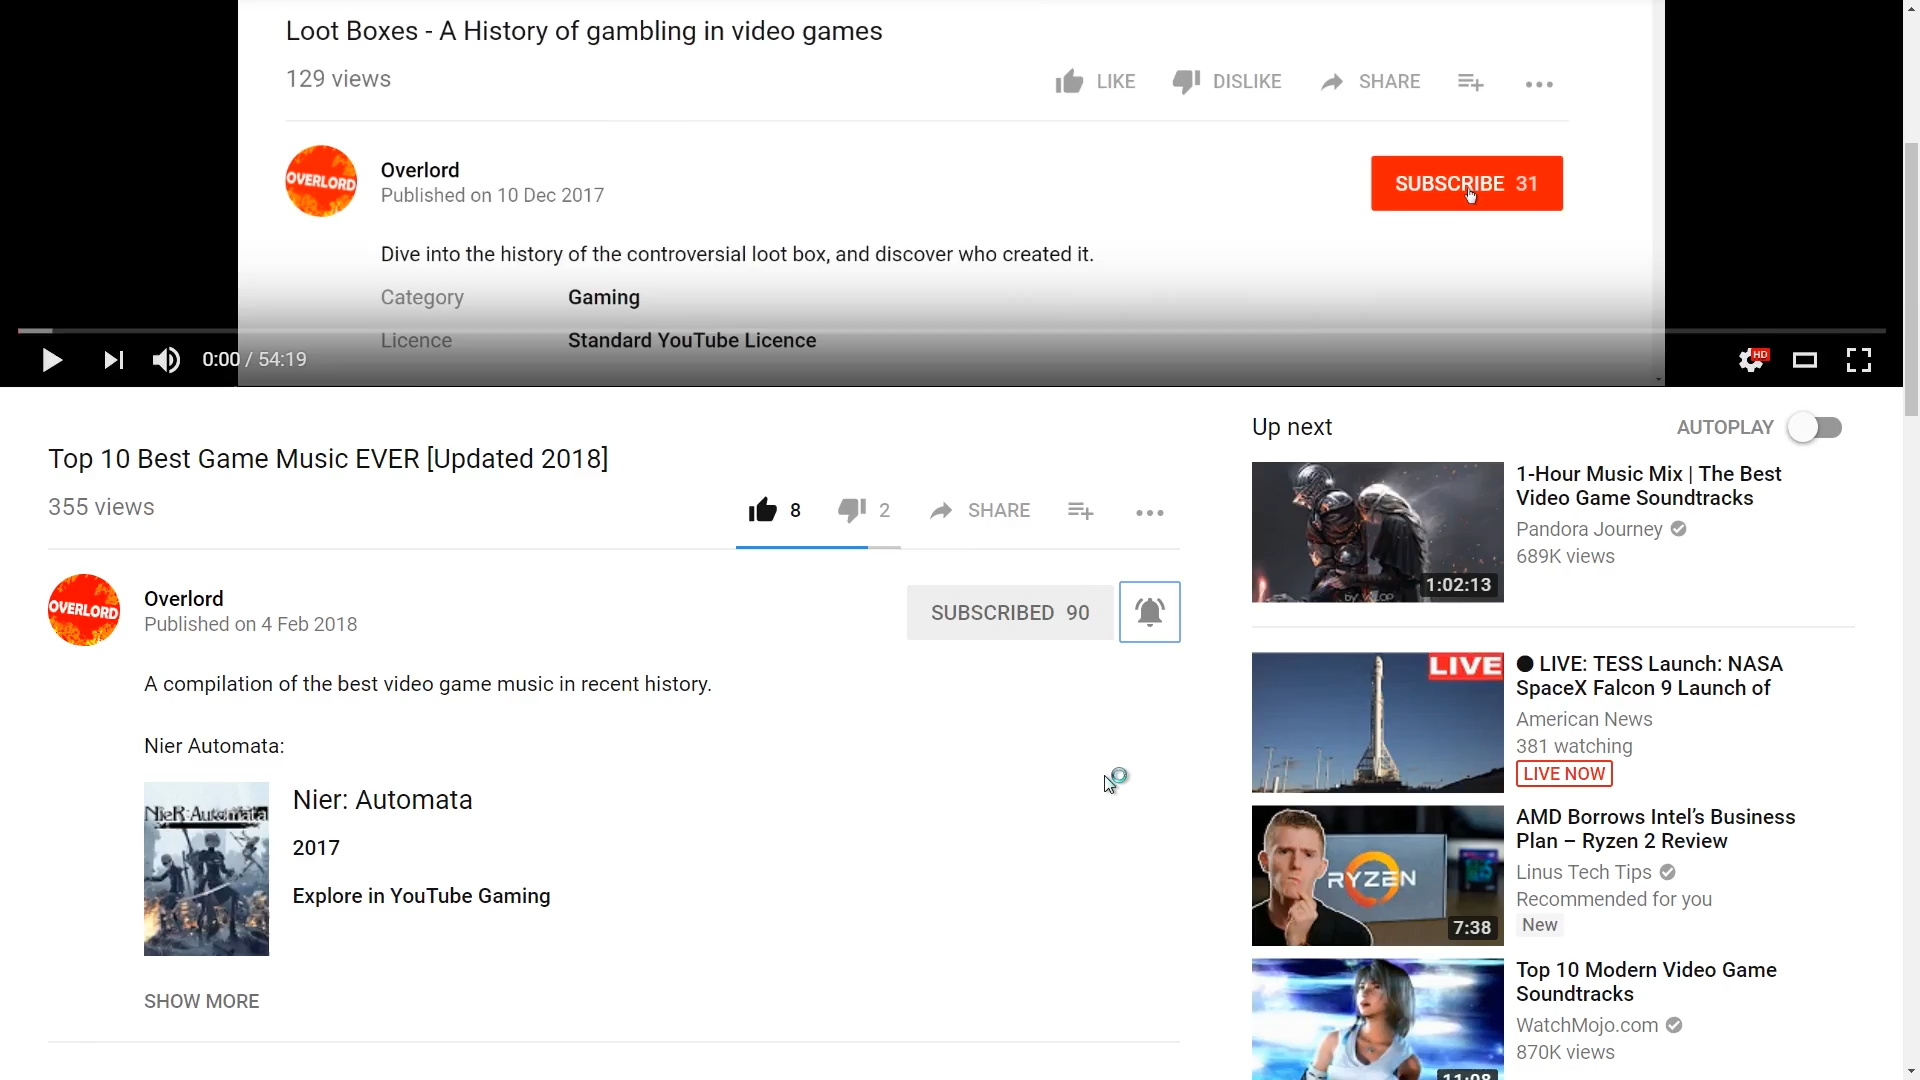 Loot Boxes - A History of gambling in video games
129 views
LIKE
DISLIKE
SHARE
OVERLORD
Overlord
Published on 10 Dec 2017
SUBSCRIBE 31
Dive into the history of the controversial loot box, and discover who created it.
Category
Gaming
Licence
Standard YouTube Licence
0:00 / 54:19
HD
Top 10 Best Game Music EVER [Updated 2018]
355 views
8
2
SHARE
OVERLORD
Overlord
Published on 4 Feb 2018
SUBSCRIBED 90
A compilation of the best video game music in recent history.
Nier Automata:
NieR:Automata
Nier: Automata
2017
Explore in YouTube Gaming
SHOW MORE
Up next
AUTOPLAY
1:02:13
1-Hour Music Mix | The Best
Video Game Soundtracks
Pandora Journey
689K views
LIVE
LIVE: TESS Launch: NASA
SpaceX Falcon 9 Launch of
American News
381 watching
LIVE NOW
RYZEN
7:38
AMD Borrows Intel's Business
Plan – Ryzen 2 Review
Linus Tech Tips
Recommended for you
New
11:08
Top 10 Modern Video Game
Soundtracks
WatchMojo.com
870K views